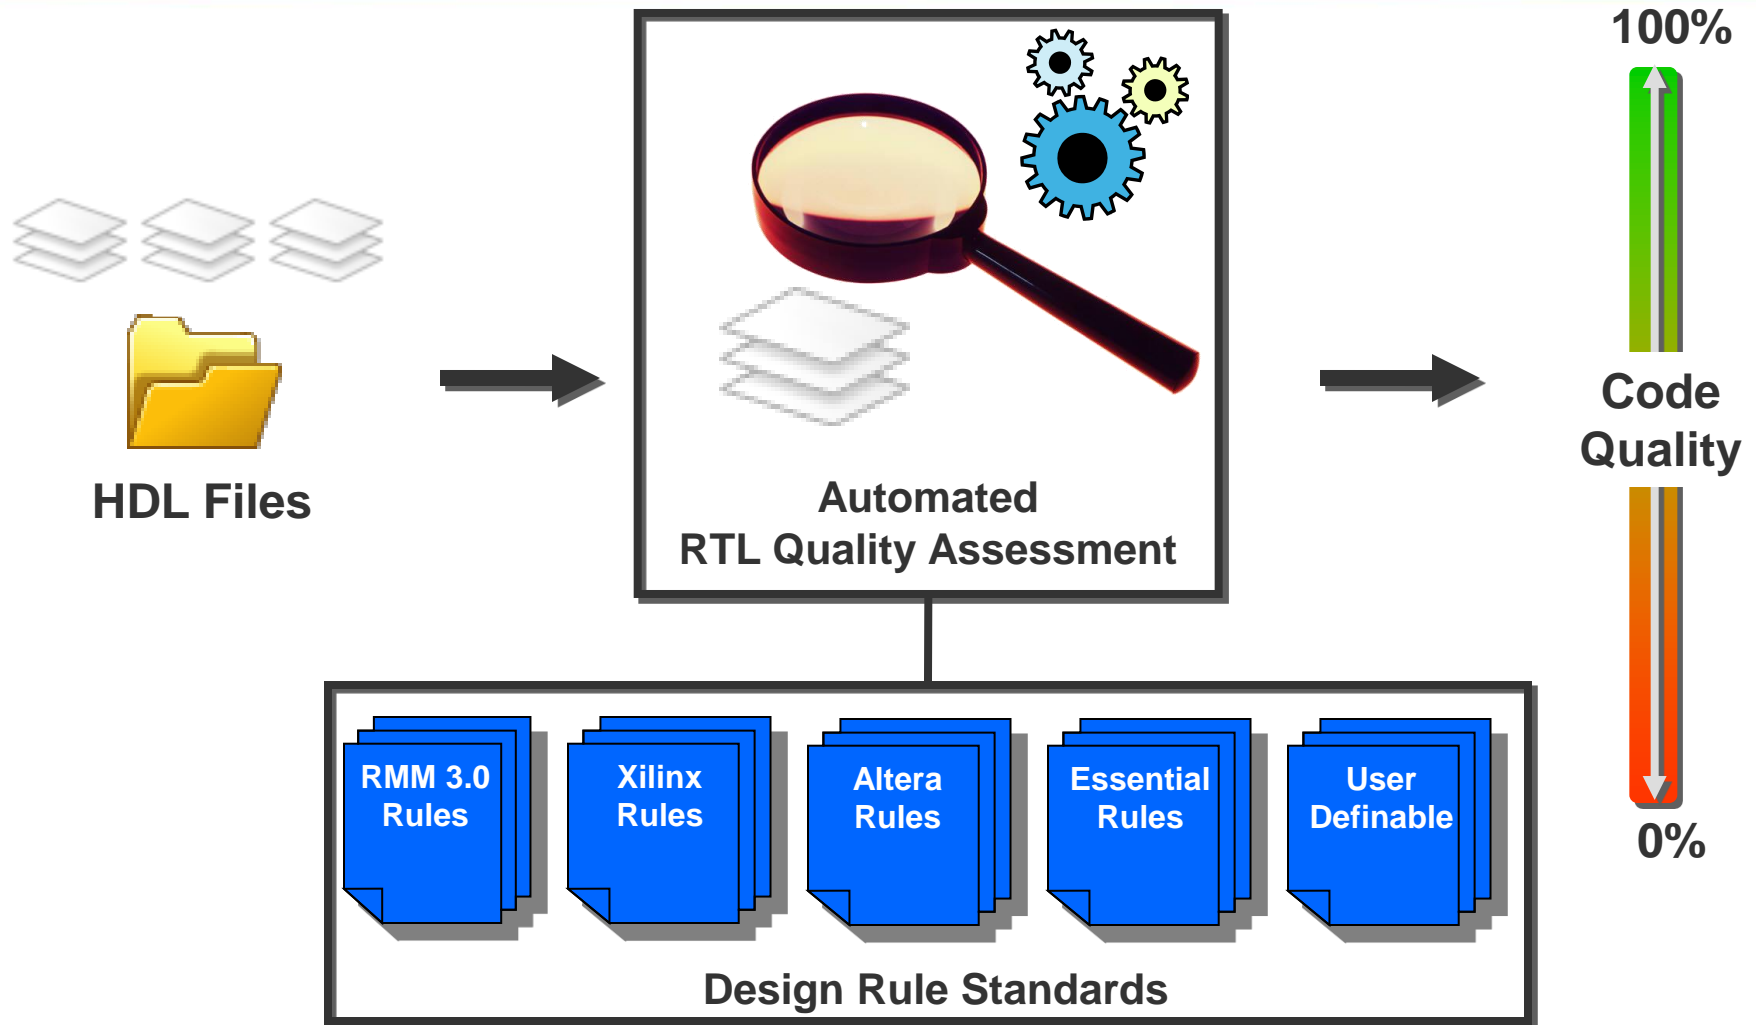 100%
HDL Files
Automated
RTL Quality Assessment
Code
Quality
0%
RMM 3.0
Rules
Xilinx
Rules
Altera
Rules
Essential
Rules
User
Definable
Design Rule Standards